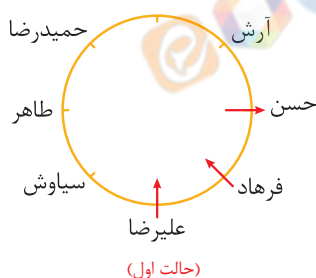 آرش
حمیدرضا
حسن
طاهر
فرهاد
سیاوش
علیرضا
(حالت اول)